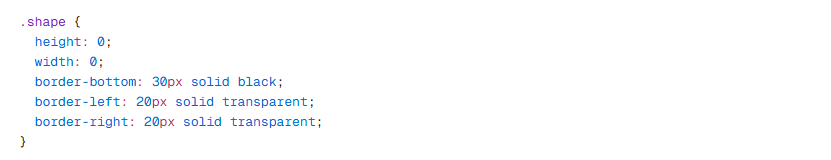 .shape {
  height: 0;
  width: 0;
  border-bottom: 30px solid black;
  border-left: 20px solid transparent;
  border-right: 20px solid transparent;
}